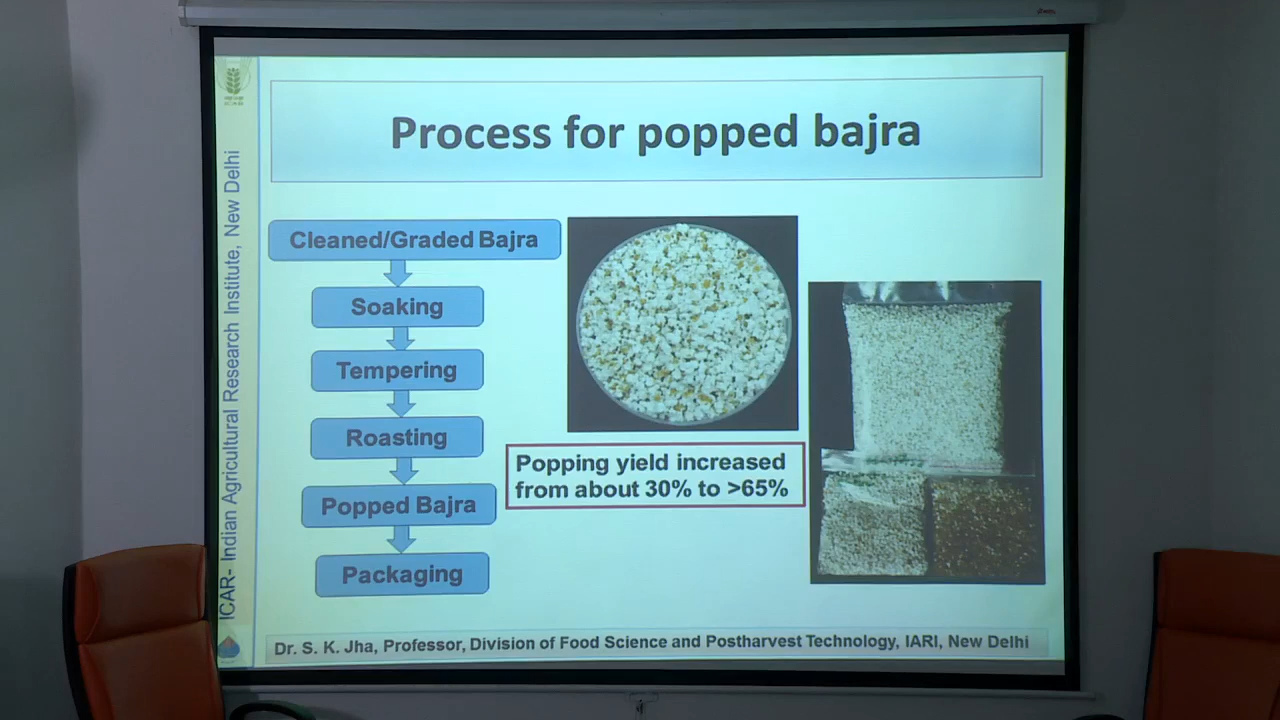 Process for popped bajra
ICAR- Indian Agricultural Research Institute, New Delhi
Cleaned/Graded Bajra
Soaking
Tempering
Roasting
Popped Bajra
Packaging
Popping yield increased
from about 30% to >65%
Dr. S. K. Jha, Professor, Division of Food Science and Postharvest Technology, IARI, New Delhi